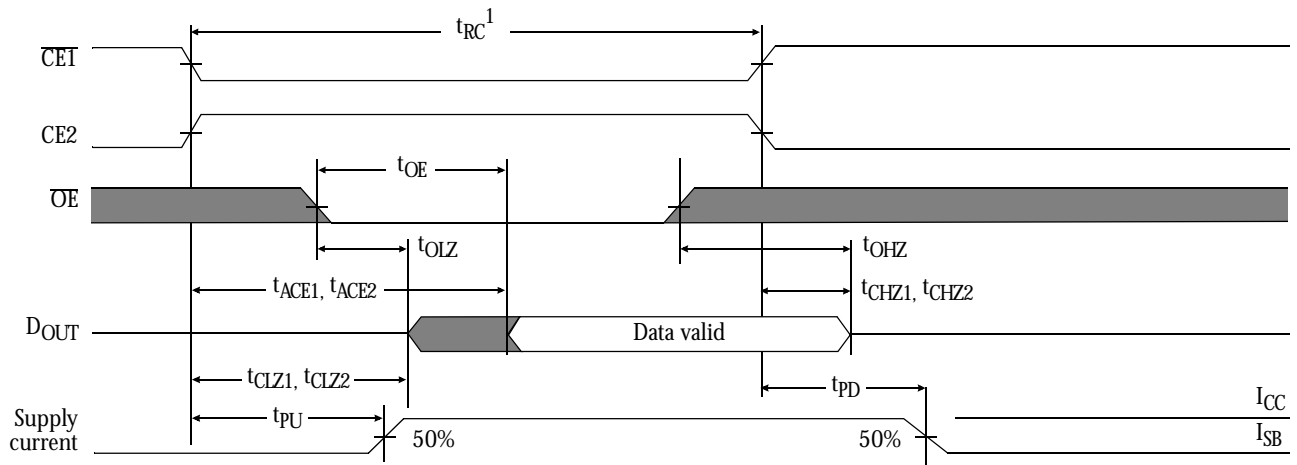 tRC1
CE1
CE2
tOE
OE
tOLZ
tOHZ
tACE1, tACE2
tCHZ1, tCHZ2
DOUT
Data valid
tCLZ1, tCLZ2
tPD
tPU
ICC
Supply
current
50%
50%
ISB